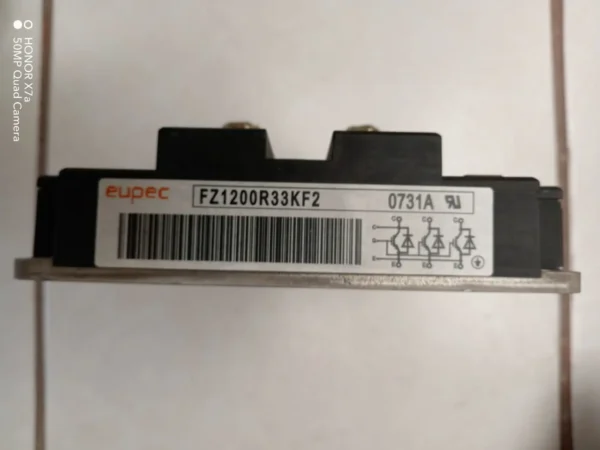 HONOR X7a
50MP Quad Camera
eupec
FZ1200R33KF2
0731A